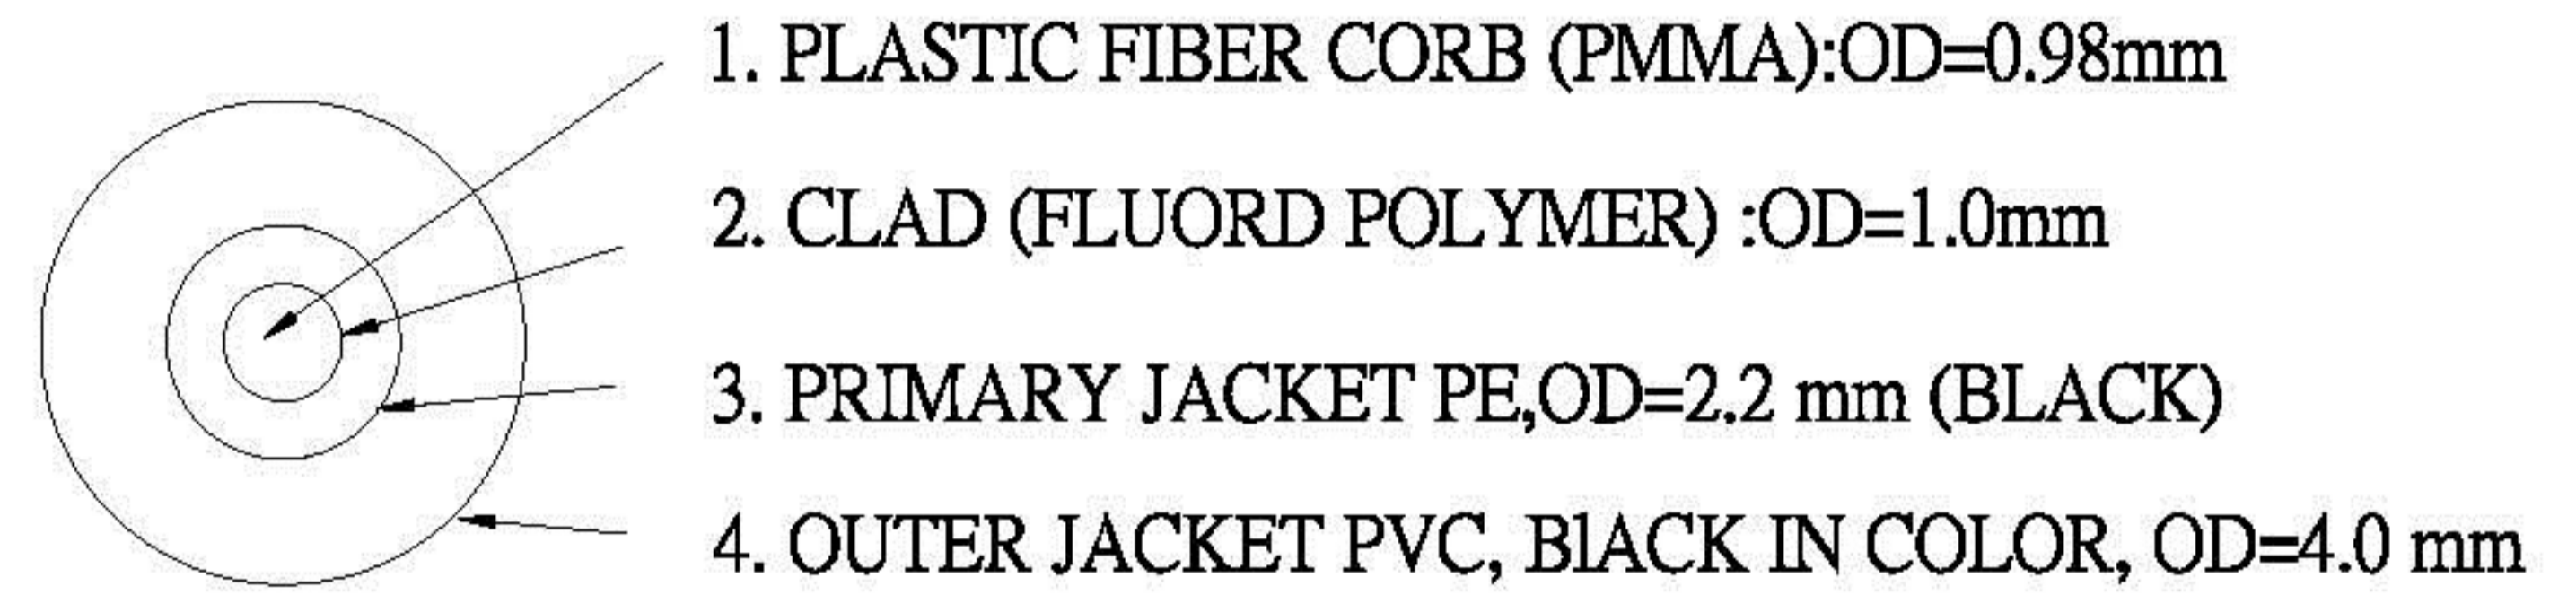 1. PLASTIC FIBER CORB (PMMA):OD=0.98mm
2. CLAD (FLUORD POLYMER) :OD=1.0mm
3. PRIMARY JACKET PE,OD=2.2 mm (BLACK)
4. OUTER JACKET PVC, BlACK IN COLOR, OD=4.0 mm